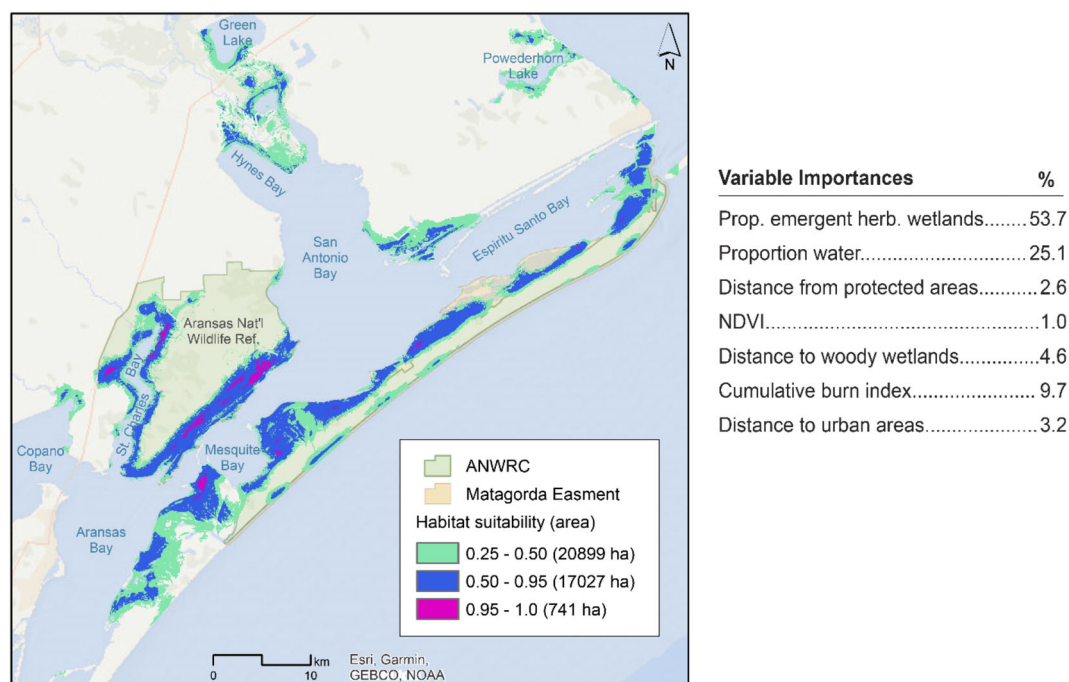 Green
Lake
Powederhorn
Lake
N
Hynes Bay
San
Antonio
Bay
Espiritu Santo Bay
Aransas Nat'l
Wildlife Ref.
St. Charles Bay
Copano
Bay
Mesquite
Bay
Aransas
Bay
ANWRC
Matagorda Easment
Habitat suitability (area)
0.25 - 0.50 (20899 ha)
0.50 - 0.95 (17027 ha)
0.95 - 1.0 (741 ha)
km
0 10
Esri, Garmin,
GEBCO, NOAA
Variable Importances %
Prop. emergent herb. wetlands.......53.7
Proportion water.........................25.1
Distance from protected areas..........2.6
NDVI.........................................1.0
Distance to woody wetlands............4.6
Cumulative burn index..................9.7
Distance to urban areas................3.2